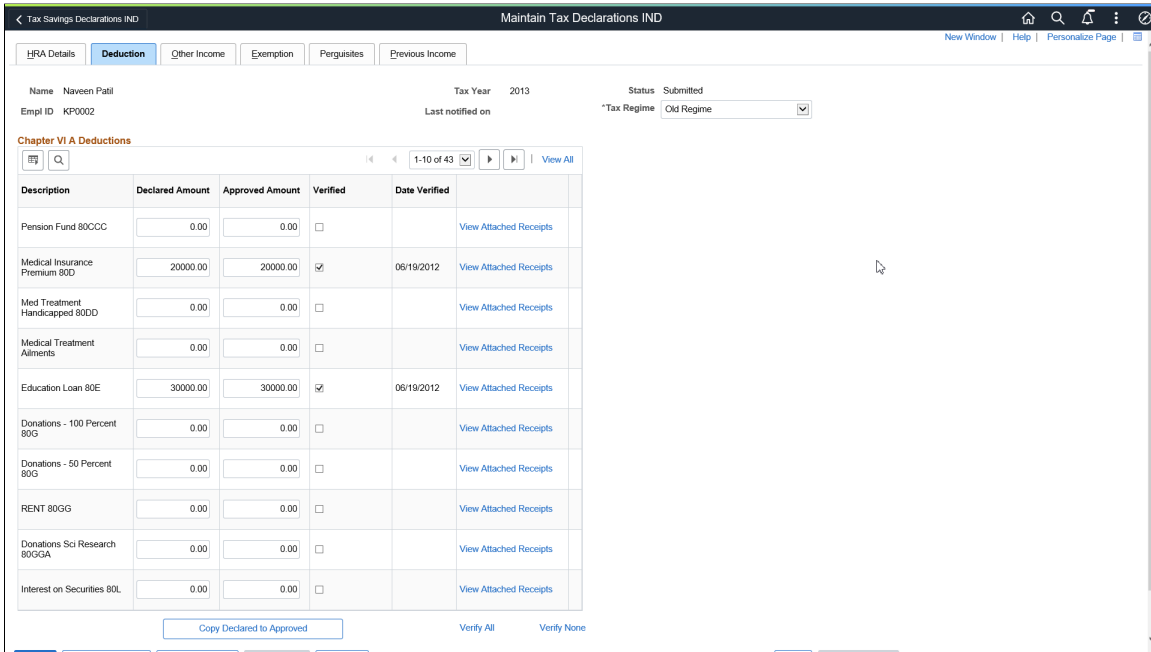 Tax Savings Declarations IND
Maintain Tax Declarations IND
New Window | Help | Personalize Page |
HRA Details Deduction Other Income Exemption Perquisites Previous Income
Name Naveen Patil Tax Year 2013 Status Submitted
Empl ID KP0002 Last notified on *Tax Regime Old Regime
Chapter VI A Deductions
1-10 of 43 | View All
Description Declared Amount Approved Amount Verified Date Verified
Pension Fund 80CCC 0.00 0.00 View Attached Receipts
Medical Insurance
Premium 80D 20000.00 20000.00 06/19/2012 View Attached Receipts
Med Treatment
Handicapped 80DD 0.00 0.00 View Attached Receipts
Medical Treatment
Ailments 0.00 0.00 View Attached Receipts
Education Loan 80E 30000.00 30000.00 06/19/2012 View Attached Receipts
Donations - 100 Percent
80G 0.00 0.00 View Attached Receipts
Donations - 50 Percent
80G 0.00 0.00 View Attached Receipts
RENT 80GG 0.00 0.00 View Attached Receipts
Donations Sci Research
80GGA 0.00 0.00 View Attached Receipts
Interest on Securities 80L 0.00 0.00 View Attached Receipts
Copy Declared to Approved Verify All Verify None